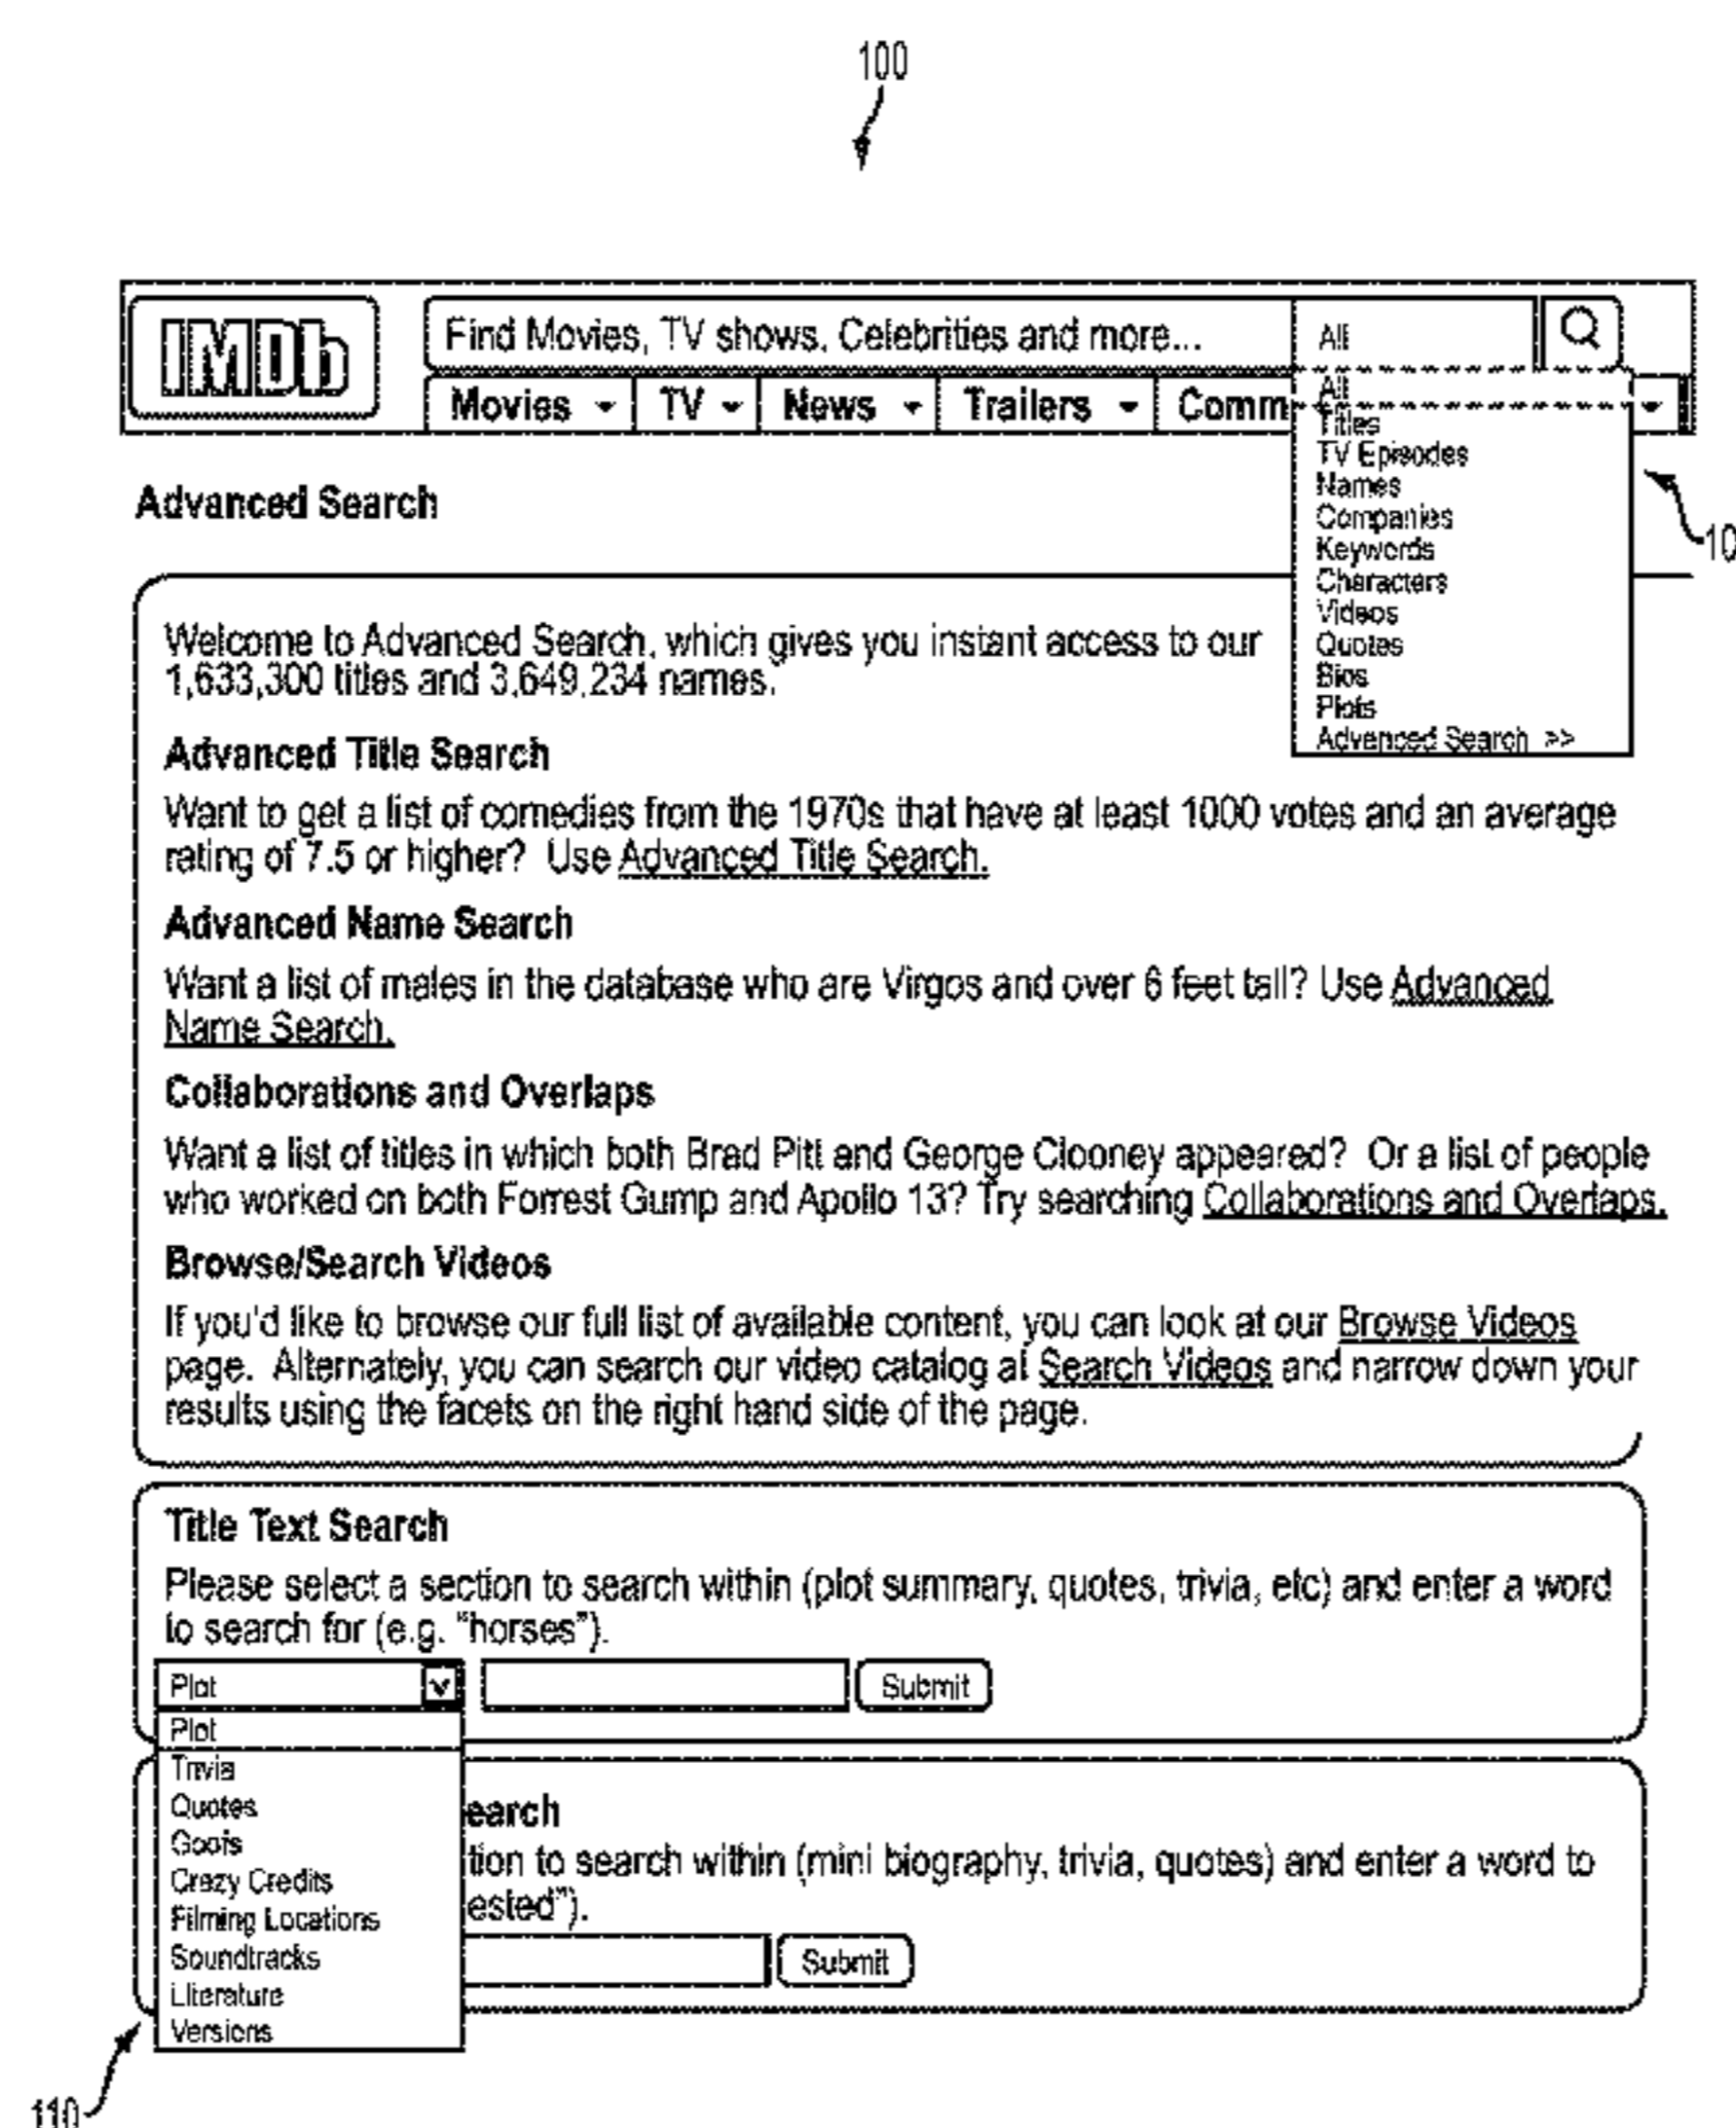 100
IMDb
Find Movies, TV shows, Celebrities and more...
All
Movies TV News Trailers Comm
All
Titles
TV Episodes
Names
Companies
Keywords
Characters
Videos
Quotes
Bios
Plots
Advanced Search >>
10
Advanced Search
Welcome to Advanced Search, which gives you instant access to our
1,633,300 titles and 3,649,234 names.
Advanced Title Search
Want to get a list of comedies from the 1970s that have at least 1000 votes and an average
rating of 7.5 or higher? Use Advanced Title Search.
Advanced Name Search
Want a list of males in the database who are Virgos and over 6 feet tall? Use Advanced
Name Search.
Collaborations and Overlaps
Want a list of titles in which both Brad Pitt and George Clooney appeared? Or a list of people
who worked on both Forrest Gump and Apollo 13? Try searching Collaborations and Overlaps.
Browse/Search Videos
If you'd like to browse our full list of available content, you can look at our Browse Videos
page. Alternately, you can search our video catalog at Search Videos and narrow down your
results using the facets on the right hand side of the page.
Title Text Search
Please select a section to search within (plot summary, quotes, trivia, etc) and enter a word
to search for (e.g. "horses").
Plot Submit
Plot
Trivia
Quotes
Goofs
Crazy Credits
Filming Locations
Soundtracks
Literature
Versions
earch
tion to search within (mini biography, trivia, quotes) and enter a word to
ested").
Submit
110